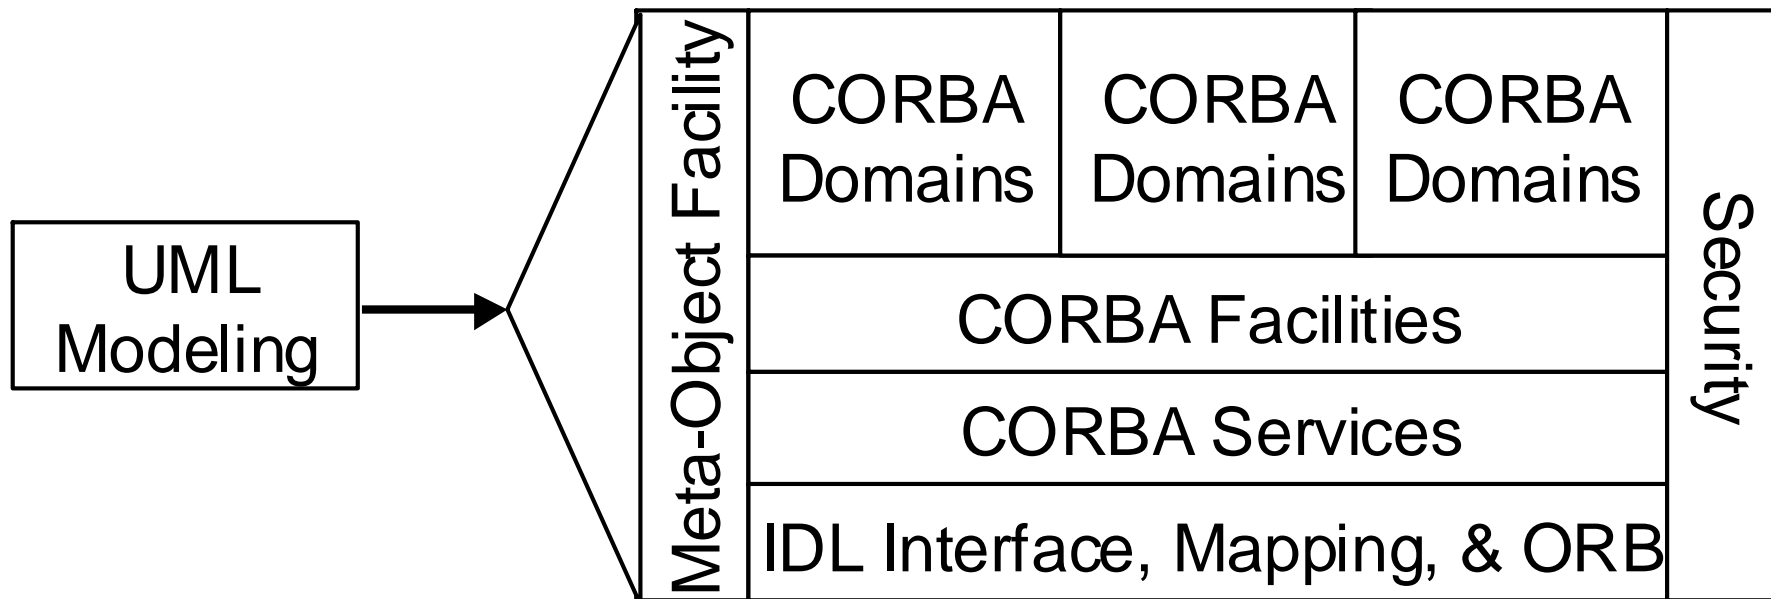 UML
Modeling
Meta-Object Facility
CORBA
Domains
CORBA
Domains
CORBA
Domains
CORBA Facilities
CORBA Services
IDL Interface, Mapping, & ORB
Security